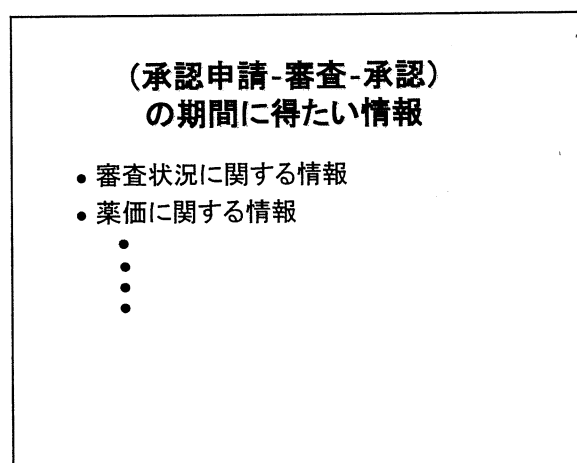 （承認申請-審査-承認）
の期間に得たい情報
● 審査状況に関する情報
● 薬価に関する情報
●
●
●
●